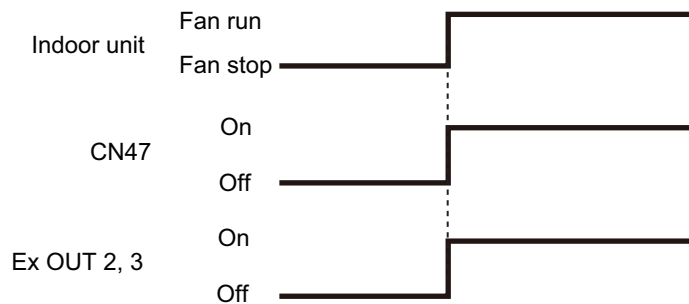 Fan run
Indoor unit
Fan stop
On
CN47
Off
On
Ex OUT 2, 3
Off